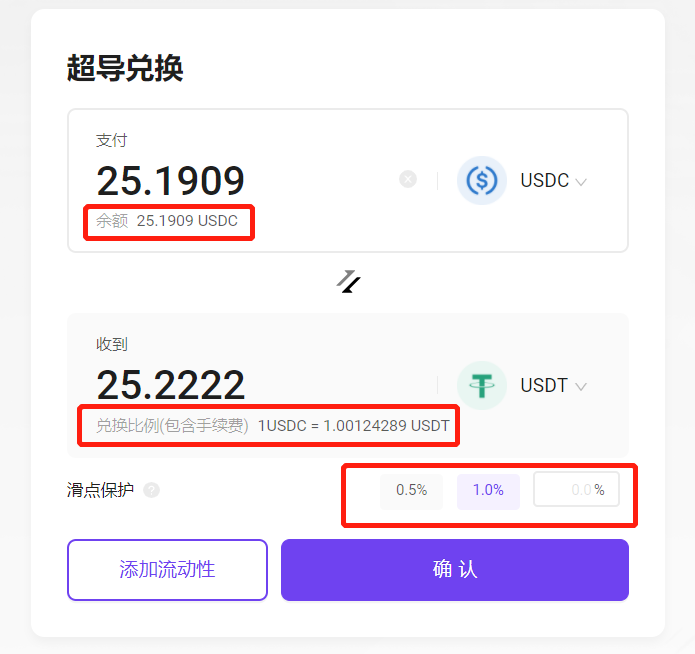 超导兑换
支付
25.1909
USDC
余额 25.1909 USDC
收到
25.2222
USDT
兑换比例(包含手续费) 1USDC = 1.00124289 USDT
滑点保护 ? 0.5% 1.0% 0.0%
添加流动性 确认